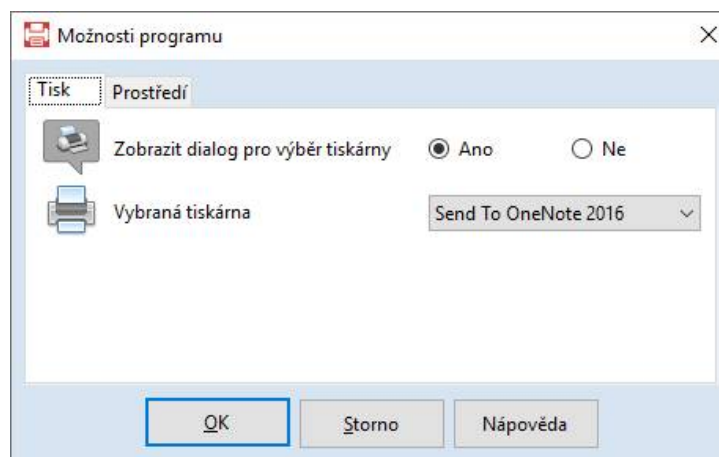 Možnosti programu
Tisk Prostředí
Zobrazit dialog pro výběr tiskárny Ano Ne
Vybraná tiskárna Send To OneNote 2016
OK Storno Nápověda